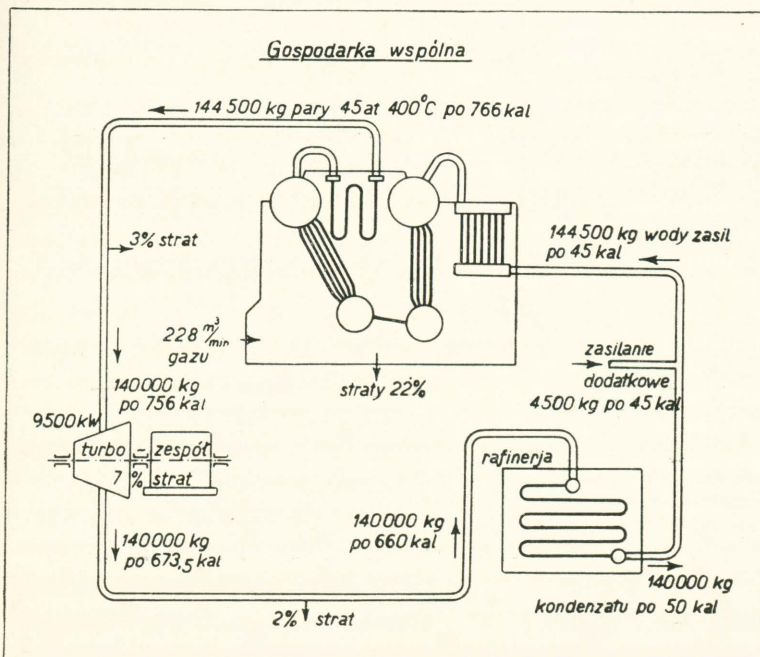 Gospodarka wspólna
144 500 kg pary 45 at 400°C po 766 kal
3% strat
144 500 kg wody zasil
po 45 kal
228 m³/min
gazu
straty 22%
zasilanie
dodatkowe
4500 kg po 45 kal
140000 kg
po 756 kal
9500 kW
turbo zespół
7 % strat
rafinerja
140000 kg
po 673,5 kal
140000 kg
po 660 kal
140000 kg
kondenzatu po 50 kal
2% strat